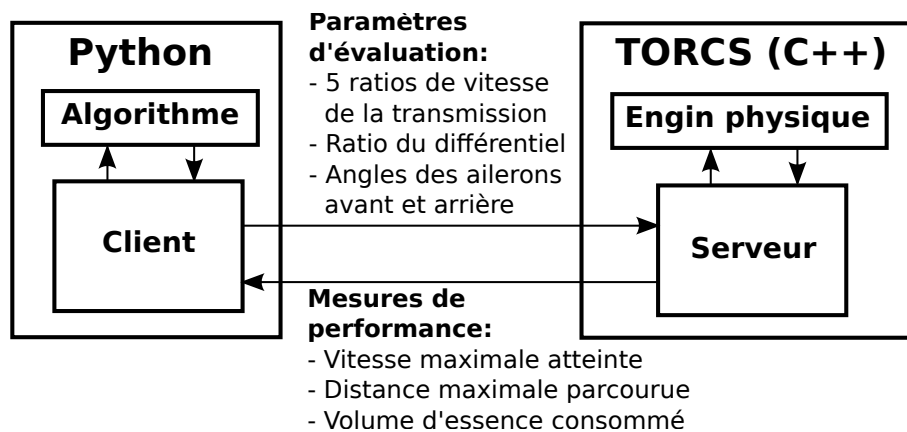 Python
Algorithme
Client
Paramètres
d'évaluation:
- 5 ratios de vitesse
de la transmission
- Ratio du différentiel
- Angles des ailerons
avant et arrière
TORCS (C++)
Engin physique
Serveur
Mesures de
performance:
- Vitesse maximale atteinte
- Distance maximale parcourue
- Volume d'essence consommé